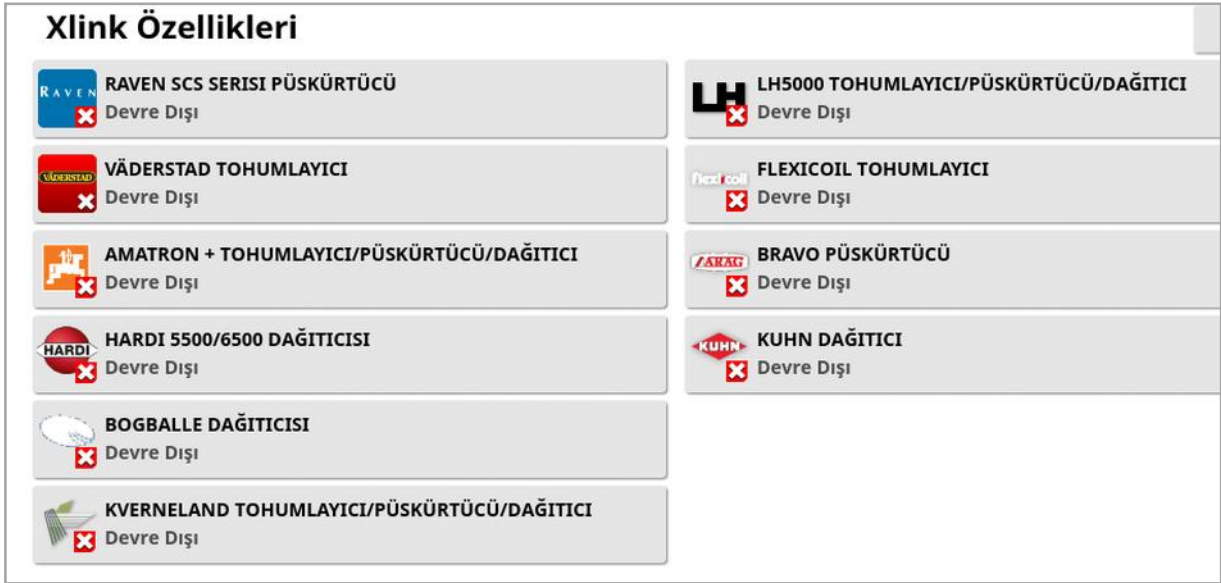 Xlink Özellikleri
RAVEN
RAVEN SCS SERISI PÜSKÜRTÜCÜ
Devre Dışı
VÄDERSTAD
VÄDERSTAD TOHUMLAYICI
Devre Dışı
AMATRON + TOHUMLAYICI/PÜSKÜRTÜCÜ/DAĞITICI
Devre Dışı
HARDI
HARDI 5500/6500 DAĞITICISI
Devre Dışı
BOGBALLE DAĞITICISI
Devre Dışı
KVERNELAND TOHUMLAYICI/PÜSKÜRTÜCÜ/DAĞITICI
Devre Dışı
LH
LH5000 TOHUMLAYICI/PÜSKÜRTÜCÜ/DAĞITICI
Devre Dışı
flexicoil
FLEXICOIL TOHUMLAYICI
Devre Dışı
ARAG
BRAVO PÜSKÜRTÜCÜ
Devre Dışı
KUHN
KUHN DAĞITICI
Devre Dışı